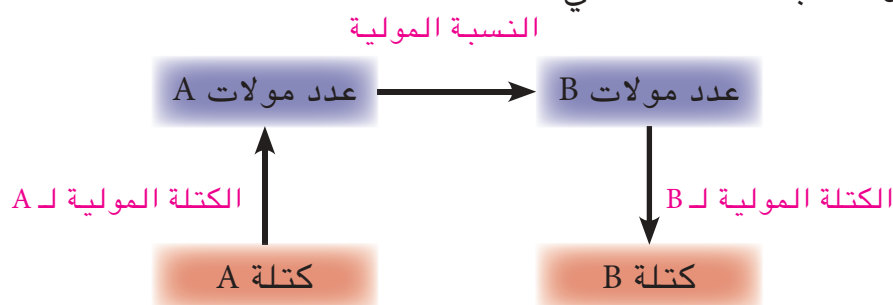 النسبة المولية
عدد مولات A
عدد مولات B
الكتلة المولية لـ A
الكتلة المولية لـ B
كتلة A
كتلة B